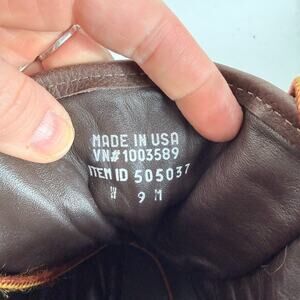 MADE IN USA
VN#1003589
ITEM ID 505037
W 9 M